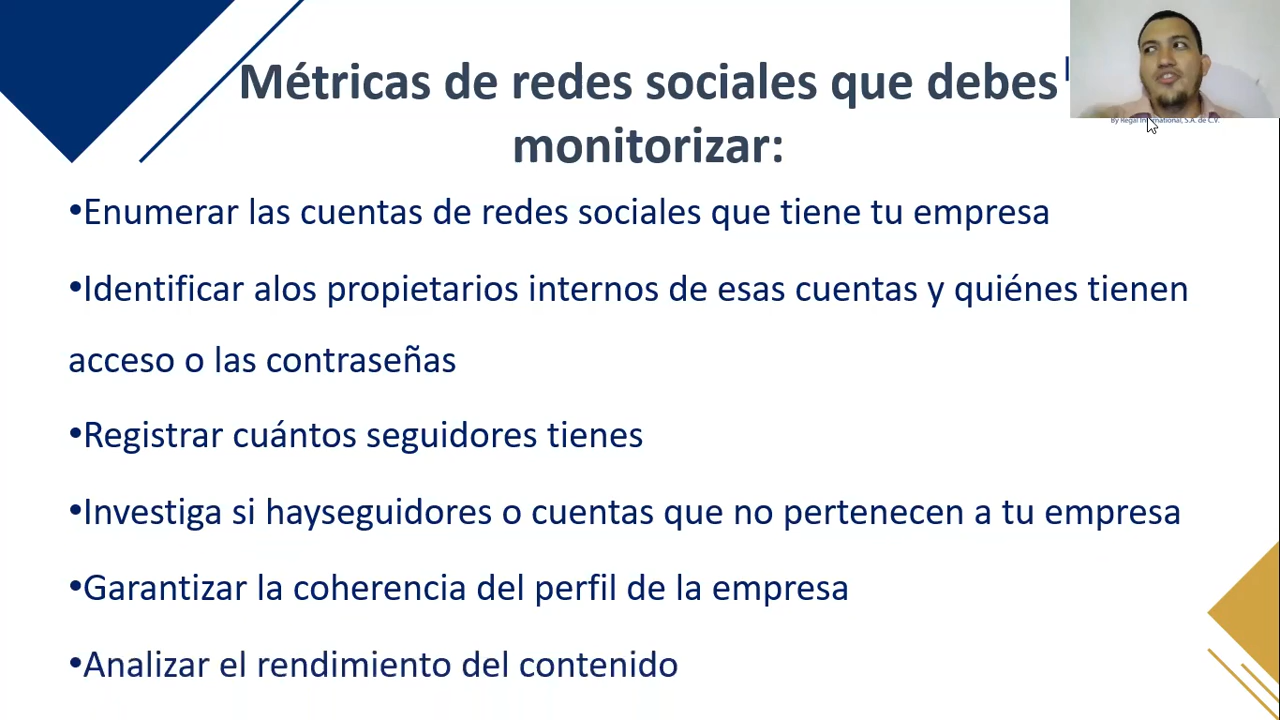 Métricas de redes sociales que debes
monitorizar:
By Regal International, S.A. de C.V.
•Enumerar las cuentas de redes sociales que tiene tu empresa
•Identificar alos propietarios internos de esas cuentas y quiénes tienen
acceso o las contraseñas
•Registrar cuántos seguidores tienes
•Investiga si hayseguidores o cuentas que no pertenecen a tu empresa
•Garantizar la coherencia del perfil de la empresa
•Analizar el rendimiento del contenido